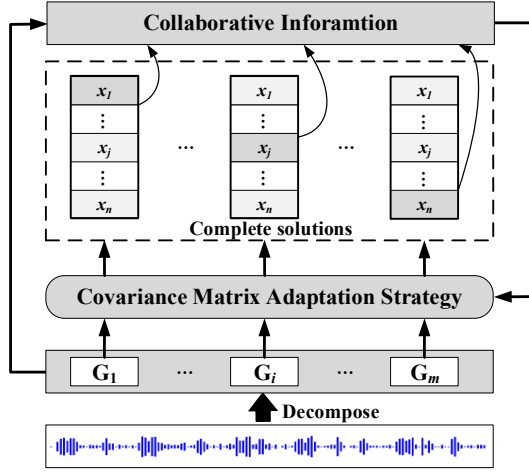 Collaborative Inforamtion
x1 x1 x1
⋮ ⋮ ⋮
xj ... xj ... xj
⋮ ⋮ ⋮
xn xn xn
Complete solutions
Covariance Matrix Adaptation Strategy
G1 ... Gi ... Gm
Decompose